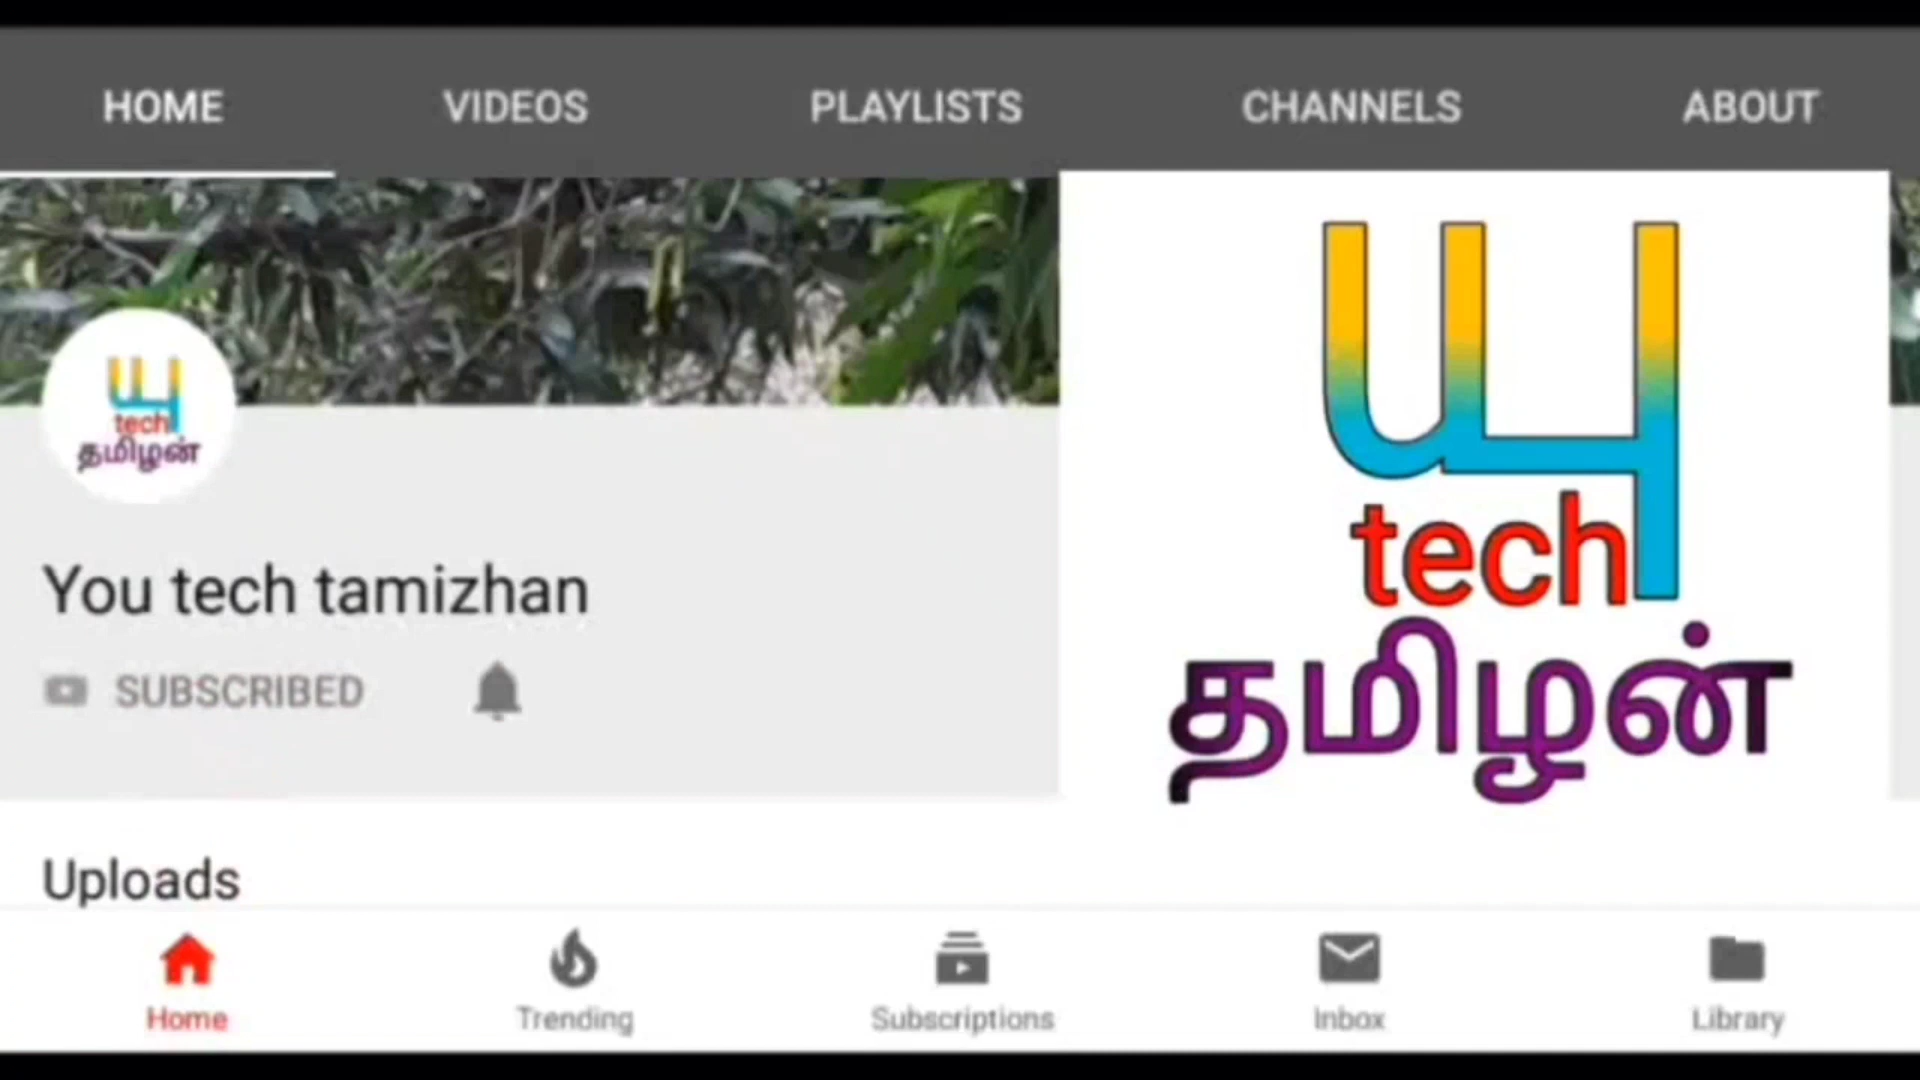 HOME VIDEOS PLAYLISTS CHANNELS ABOUT
tech
தமிழன்
You tech tamizhan
SUBSCRIBED
யு
tech
தமிழன்
Uploads
Home Trending Subscriptions Inbox Library